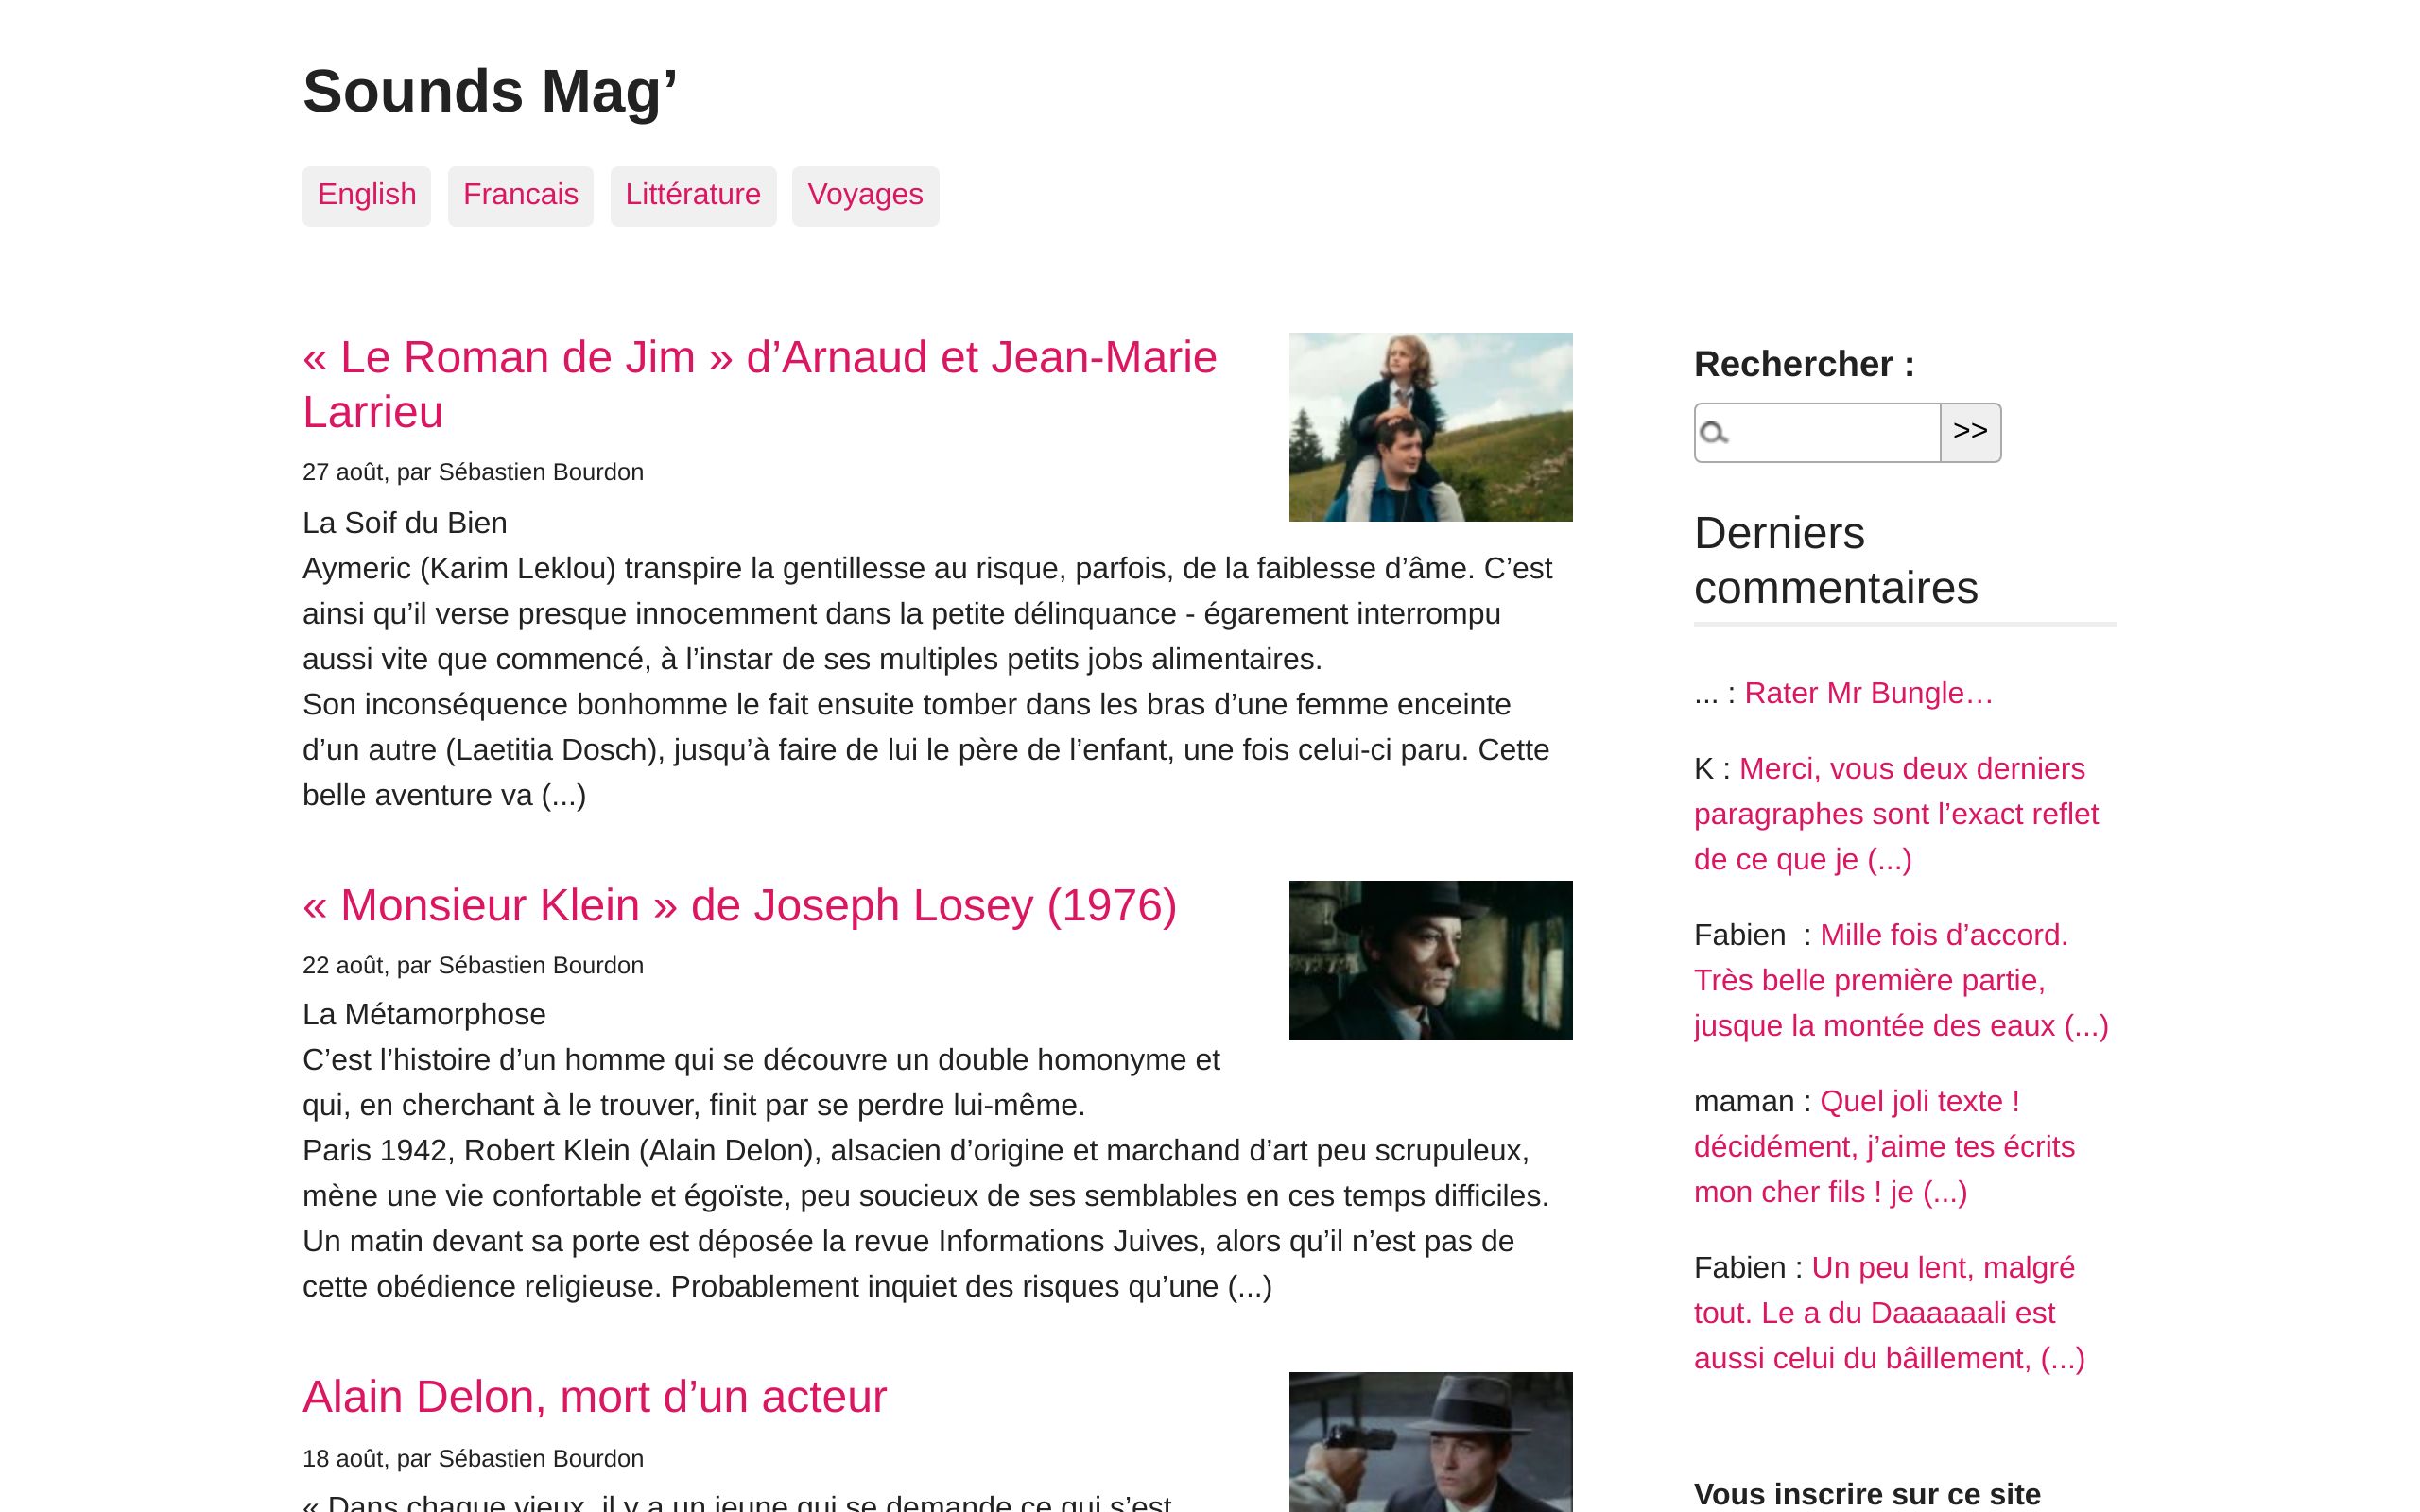 Sounds Mag’
English
Francais
Littérature
Voyages
« Le Roman de Jim » d’Arnaud et Jean-Marie
Larrieu
27 août, par Sébastien Bourdon
La Soif du Bien
Aymeric (Karim Leklou) transpire la gentillesse au risque, parfois, de la faiblesse d’âme. C’est
ainsi qu’il verse presque innocemment dans la petite délinquance - égarement interrompu
aussi vite que commencé, à l’instar de ses multiples petits jobs alimentaires.
Son inconséquence bonhomme le fait ensuite tomber dans les bras d’une femme enceinte
d’un autre (Laetitia Dosch), jusqu’à faire de lui le père de l’enfant, une fois celui-ci paru. Cette
belle aventure va (...)
« Monsieur Klein » de Joseph Losey (1976)
22 août, par Sébastien Bourdon
La Métamorphose
C’est l’histoire d’un homme qui se découvre un double homonyme et
qui, en cherchant à le trouver, finit par se perdre lui-même.
Paris 1942, Robert Klein (Alain Delon), alsacien d’origine et marchand d’art peu scrupuleux,
mène une vie confortable et égoïste, peu soucieux de ses semblables en ces temps difficiles.
Un matin devant sa porte est déposée la revue Informations Juives, alors qu’il n’est pas de
cette obédience religieuse. Probablement inquiet des risques qu’une (...)
Alain Delon, mort d’un acteur
18 août, par Sébastien Bourdon
« Dans chaque vieux, il y a un jeune qui se demande ce qui s’est
Rechercher :
>>
Derniers
commentaires
... : Rater Mr Bungle…
K : Merci, vous deux derniers
paragraphes sont l’exact reflet
de ce que je (...)
Fabien  : Mille fois d’accord.
Très belle première partie,
jusque la montée des eaux (...)
maman : Quel joli texte !
décidément, j’aime tes écrits
mon cher fils ! je (...)
Fabien : Un peu lent, malgré
tout. Le a du Daaaaaali est
aussi celui du bâillement, (...)
Vous inscrire sur ce site